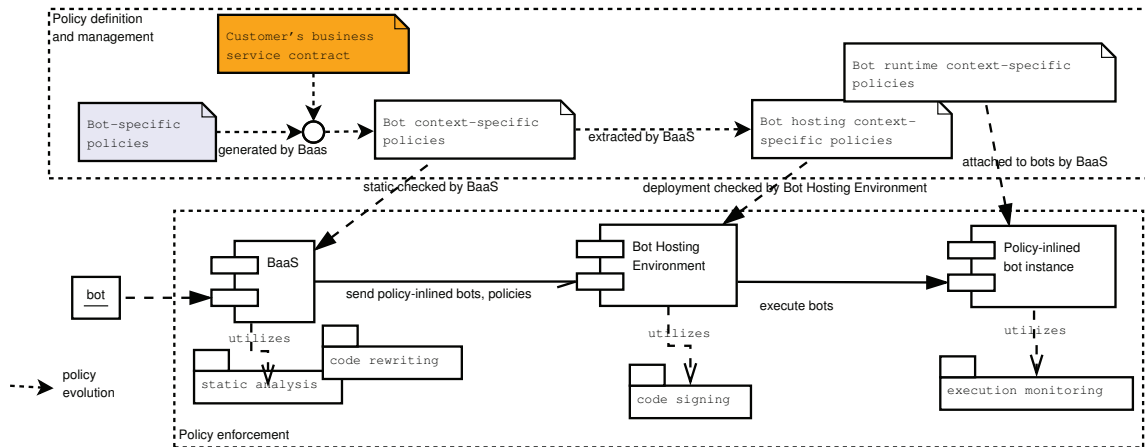 Policy definition
and management
Customer's business
service contract
Bot runtime context-specific
policies
Bot-specific
policies
generated by Baas
Bot context-specific
policies
extracted by BaaS
Bot hosting context-
specific policies
attached to bots by BaaS
static checked by BaaS
deployment checked by Bot Hosting Environment
BaaS
Bot Hosting
Environment
Policy-inlined
bot instance
bot
send policy-inlined bots, policies
execute bots
utilizes
utilizes
utilizes
code rewriting
static analysis
code signing
execution monitoring
policy
evolution
Policy enforcement